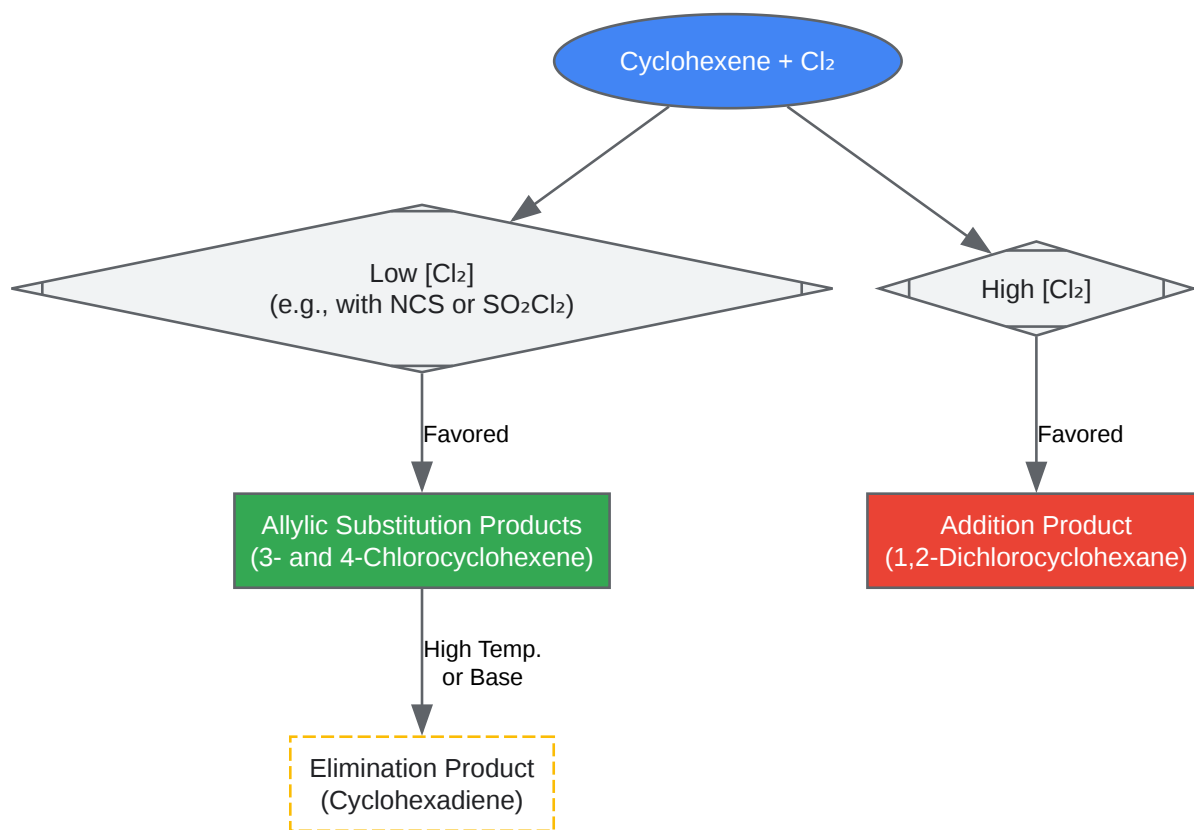 Cyclohexene + Cl₂
Low [Cl₂]
(e.g., with NCS or SO₂Cl₂)
High [Cl₂]
Favored
Favored
Allylic Substitution Products
(3- and 4-Chlorocyclohexene)
Addition Product
(1,2-Dichlorocyclohexane)
High Temp.
or Base
Elimination Product
(Cyclohexadiene)